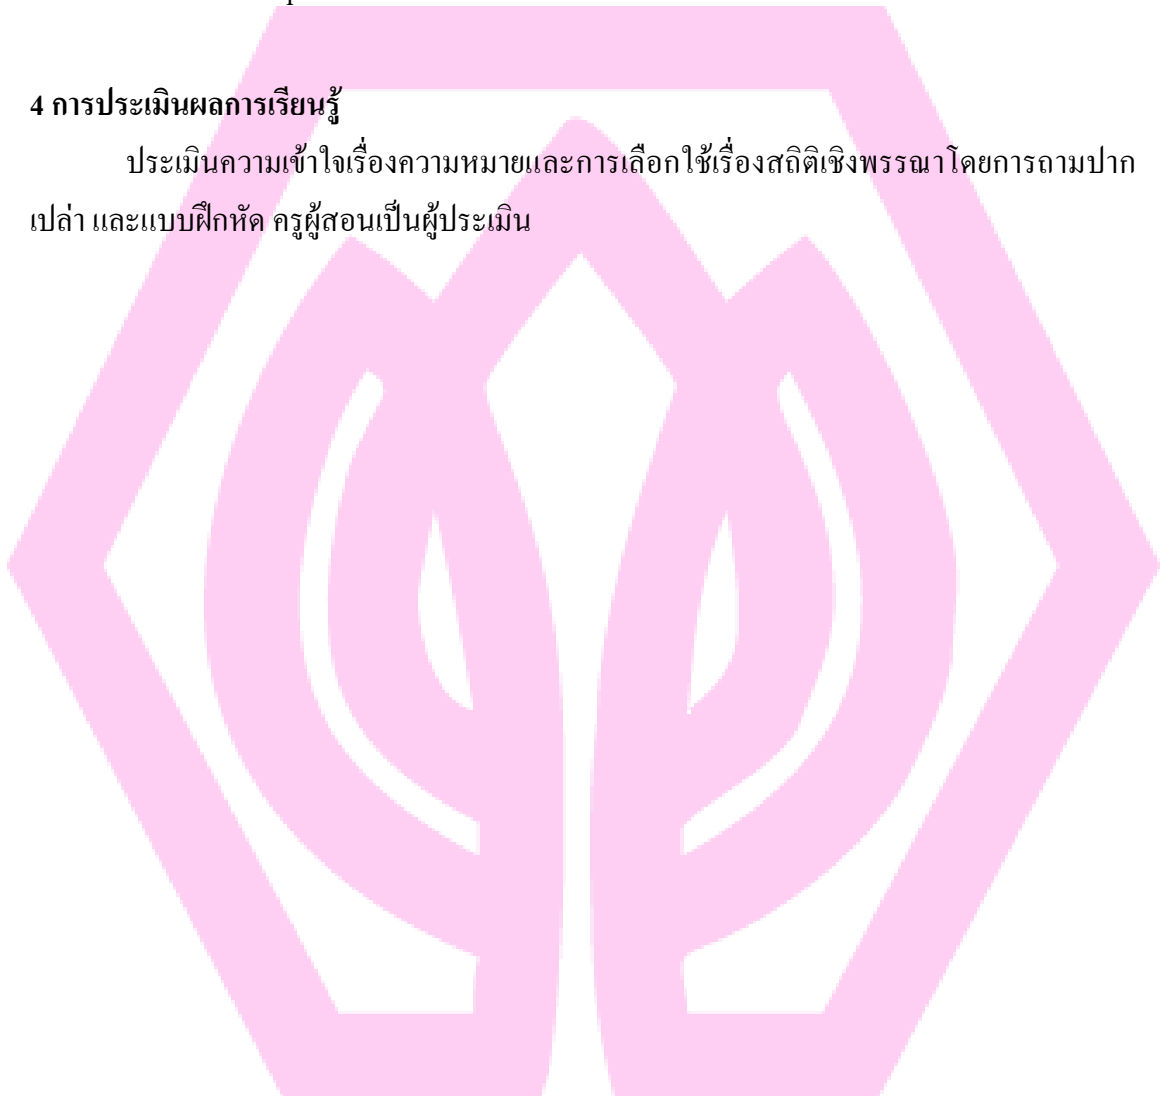 4 การประเมินผลการเรียนรู้
ประเมินความเข้าใจเรื่องความหมายและการเลือกใช้เรื่องสถิติเชิงพรรณาโดยการถามปาก
เปล่า และแบบฝึกหัด ครูผู้สอนเป็นผู้ประเมิน